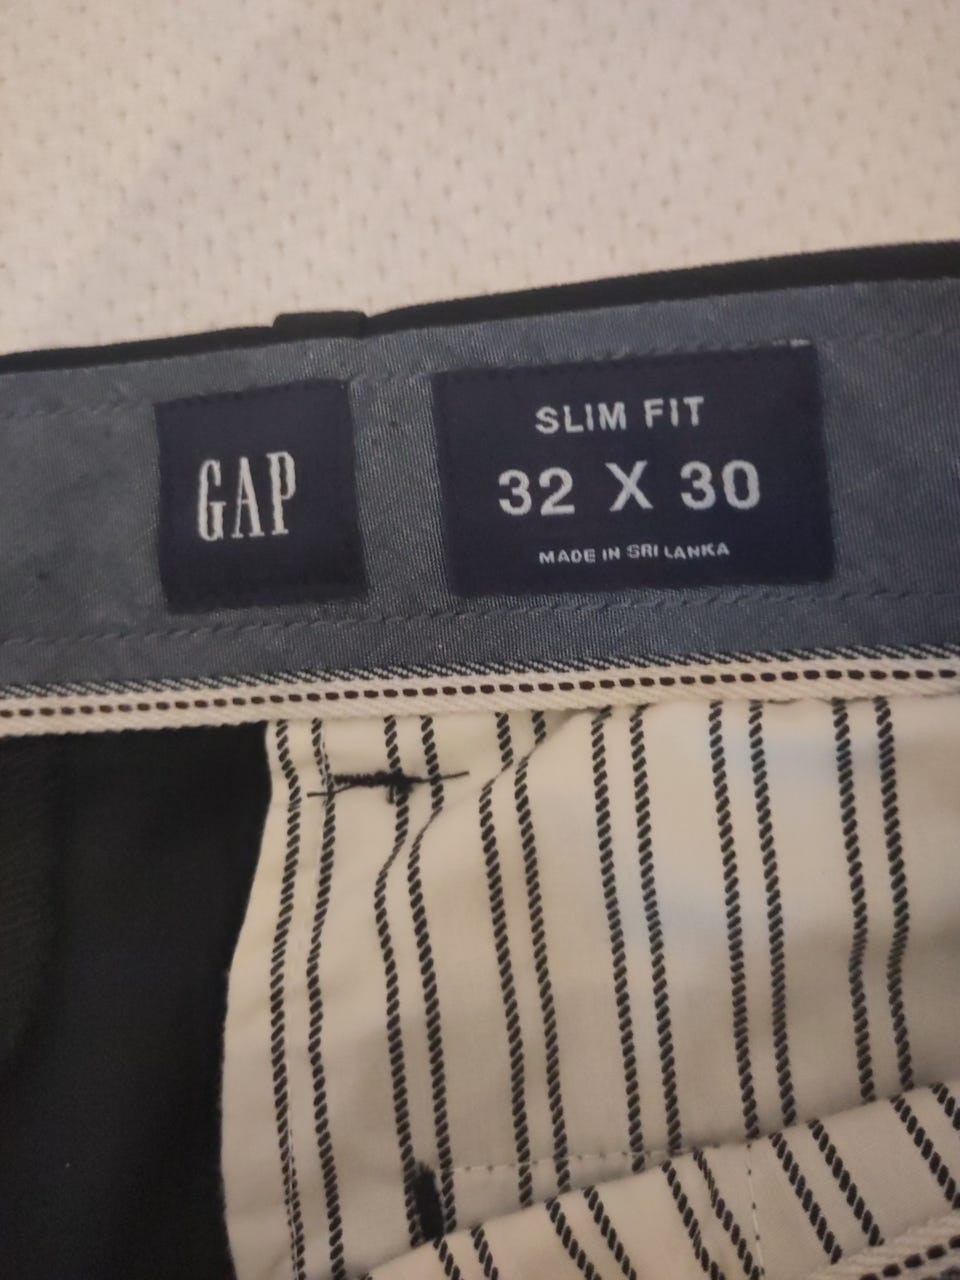 GAP
SLIM FIT
32 X 30
MADE IN SRI LANKA